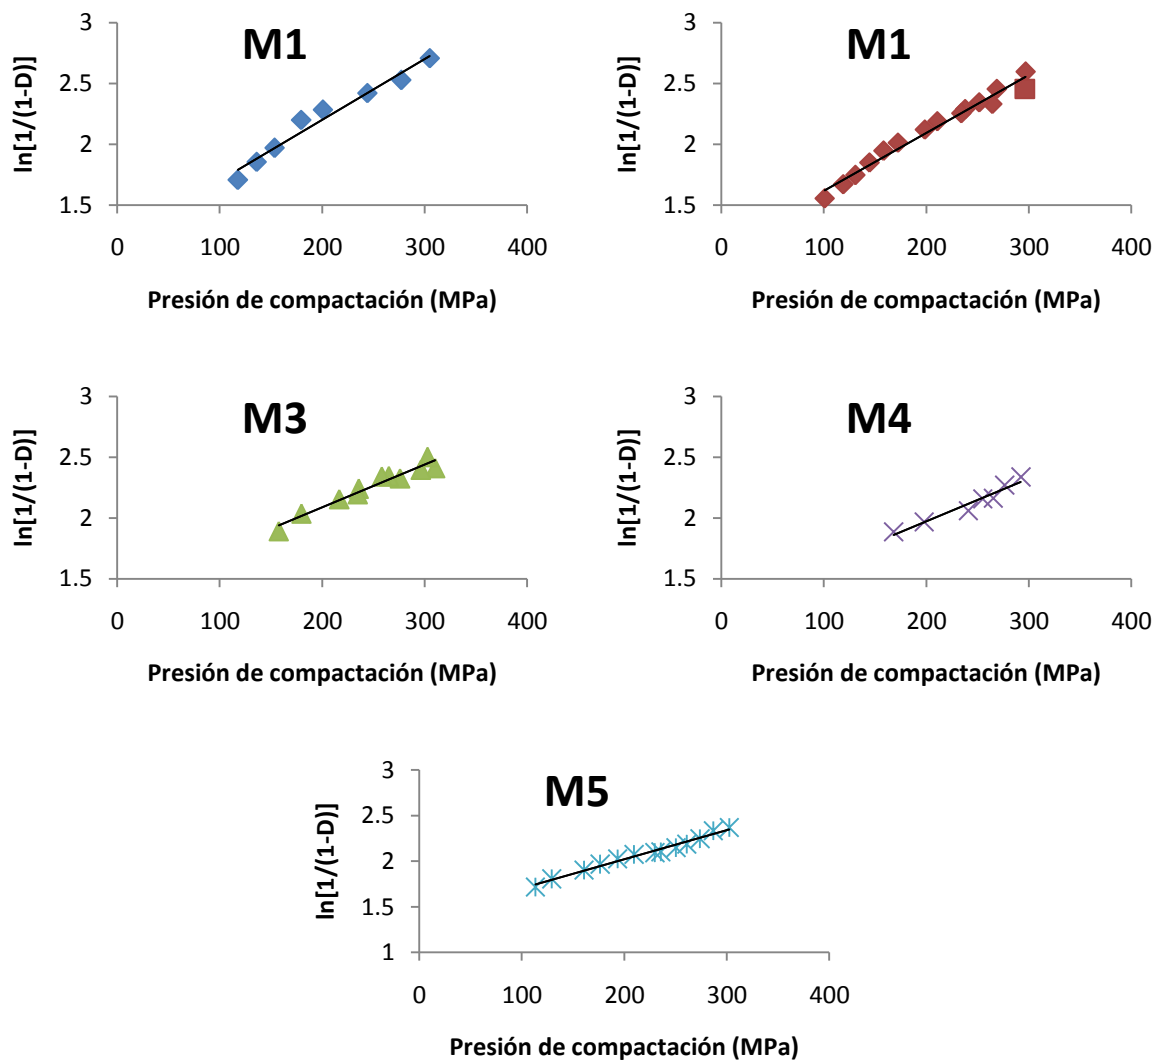 M1
3
2.5
2
1.5
0 100 200 300 400
ln[1/(1-D)]
Presión de compactación (MPa)
M1
3
2.5
2
1.5
0 100 200 300 400
ln[1/(1-D)]
Presión de compactación (MPa)
M3
3
2.5
2
1.5
0 100 200 300 400
ln[1/(1-D)]
Presión de compactación (MPa)
M4
3
2.5
2
1.5
0 100 200 300 400
ln[1/(1-D)]
Presión de compactación (MPa)
M5
3
2.5
2
1.5
1
0 100 200 300 400
ln[1/(1-D)]
Presión de compactación (MPa)